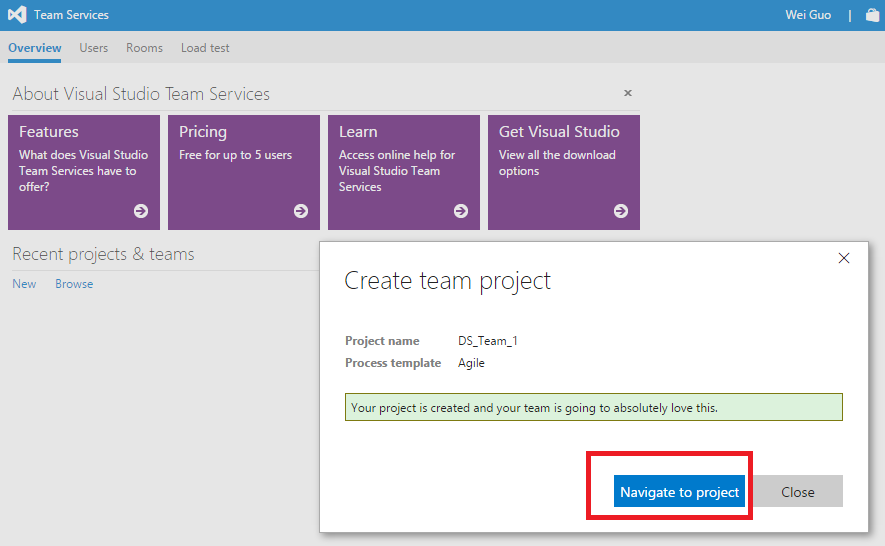 Team Services
Wei Guo |
Overview Users Rooms Load test
About Visual Studio Team Services
Features
What does Visual Studio
Team Services have to
offer?
Pricing
Free for up to 5 users
Learn
Access online help for
Visual Studio Team
Services
Get Visual Studio
View all the download
options
Recent projects & teams
New Browse
Create team project
Project name DS_Team_1
Process template Agile
Your project is created and your team is going to absolutely love this.
Navigate to project Close